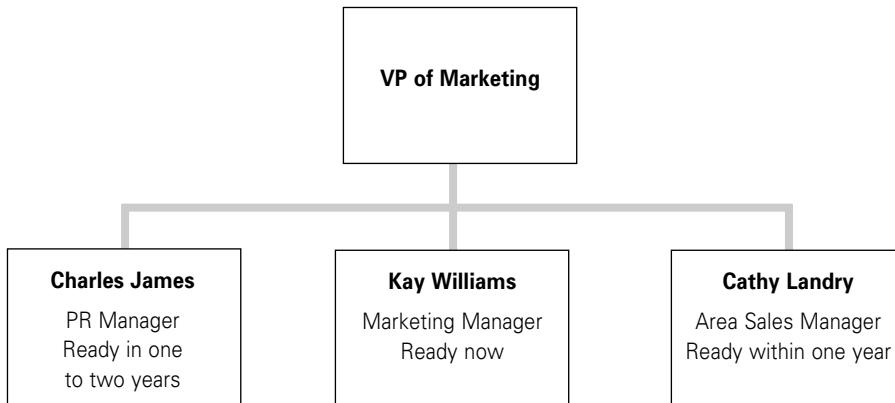 VP of Marketing
Charles James
PR Manager
Ready in one
to two years
Kay Williams
Marketing Manager
Ready now
Cathy Landry
Area Sales Manager
Ready within one year